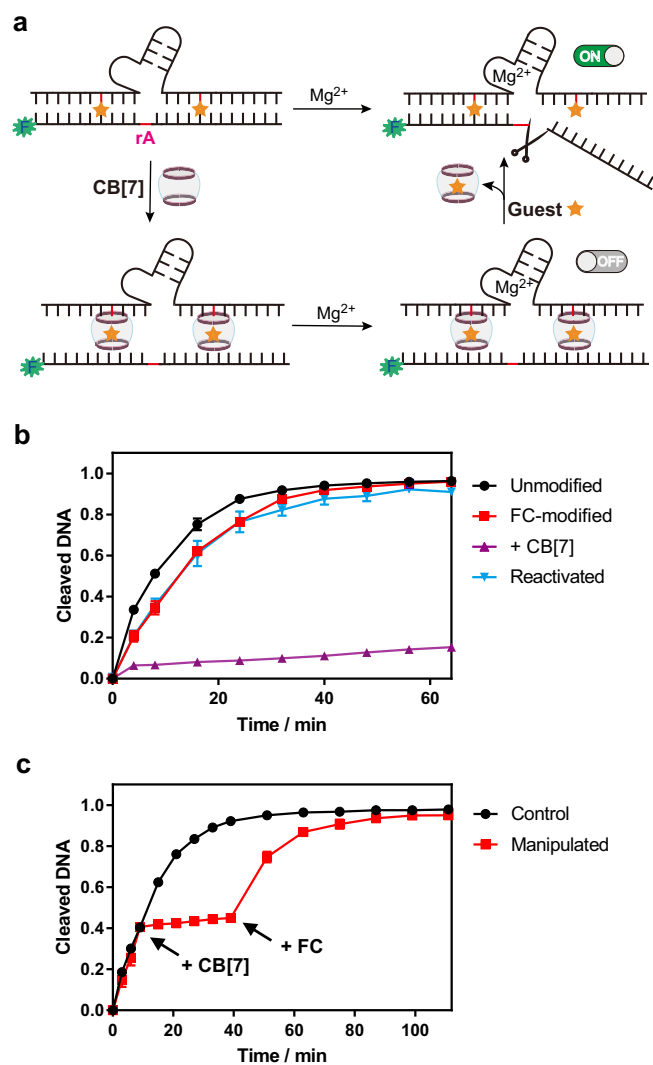 a
Mg2+
ON
F
rA
Mg2+
F
CB[7]
Guest
Mg2+
OFF
F
Mg2+
F
b
Cleaved DNA
1.0
0.8
0.6
0.4
0.2
0.0
0
20
40
60
Time / min
Unmodified
FC-modified
+ CB[7]
Reactivated
c
Cleaved DNA
1.0
0.8
0.6
0.4
0.2
0.0
+ CB[7]
+ FC
0
20
40
60
80
100
Time / min
Control
Manipulated